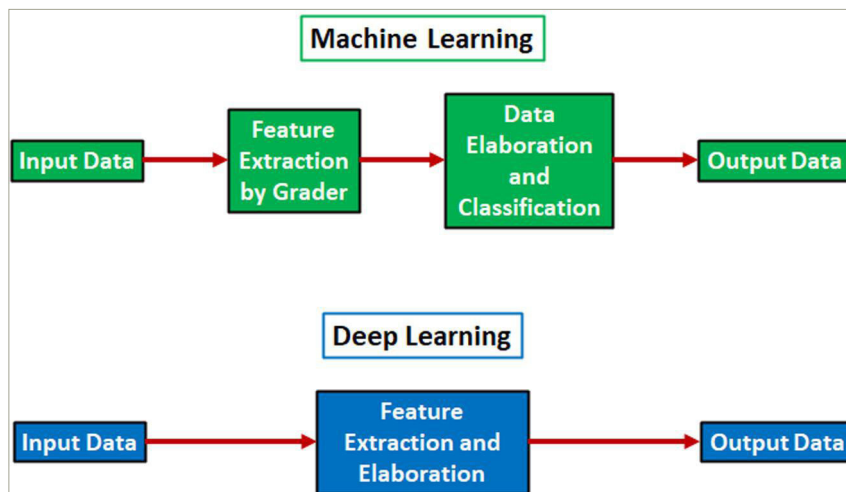 Machine Learning
Input Data
Feature
Extraction
by Grader
Data
Elaboration
and
Classification
Output Data
Deep Learning
Input Data
Feature
Extraction and
Elaboration
Output Data